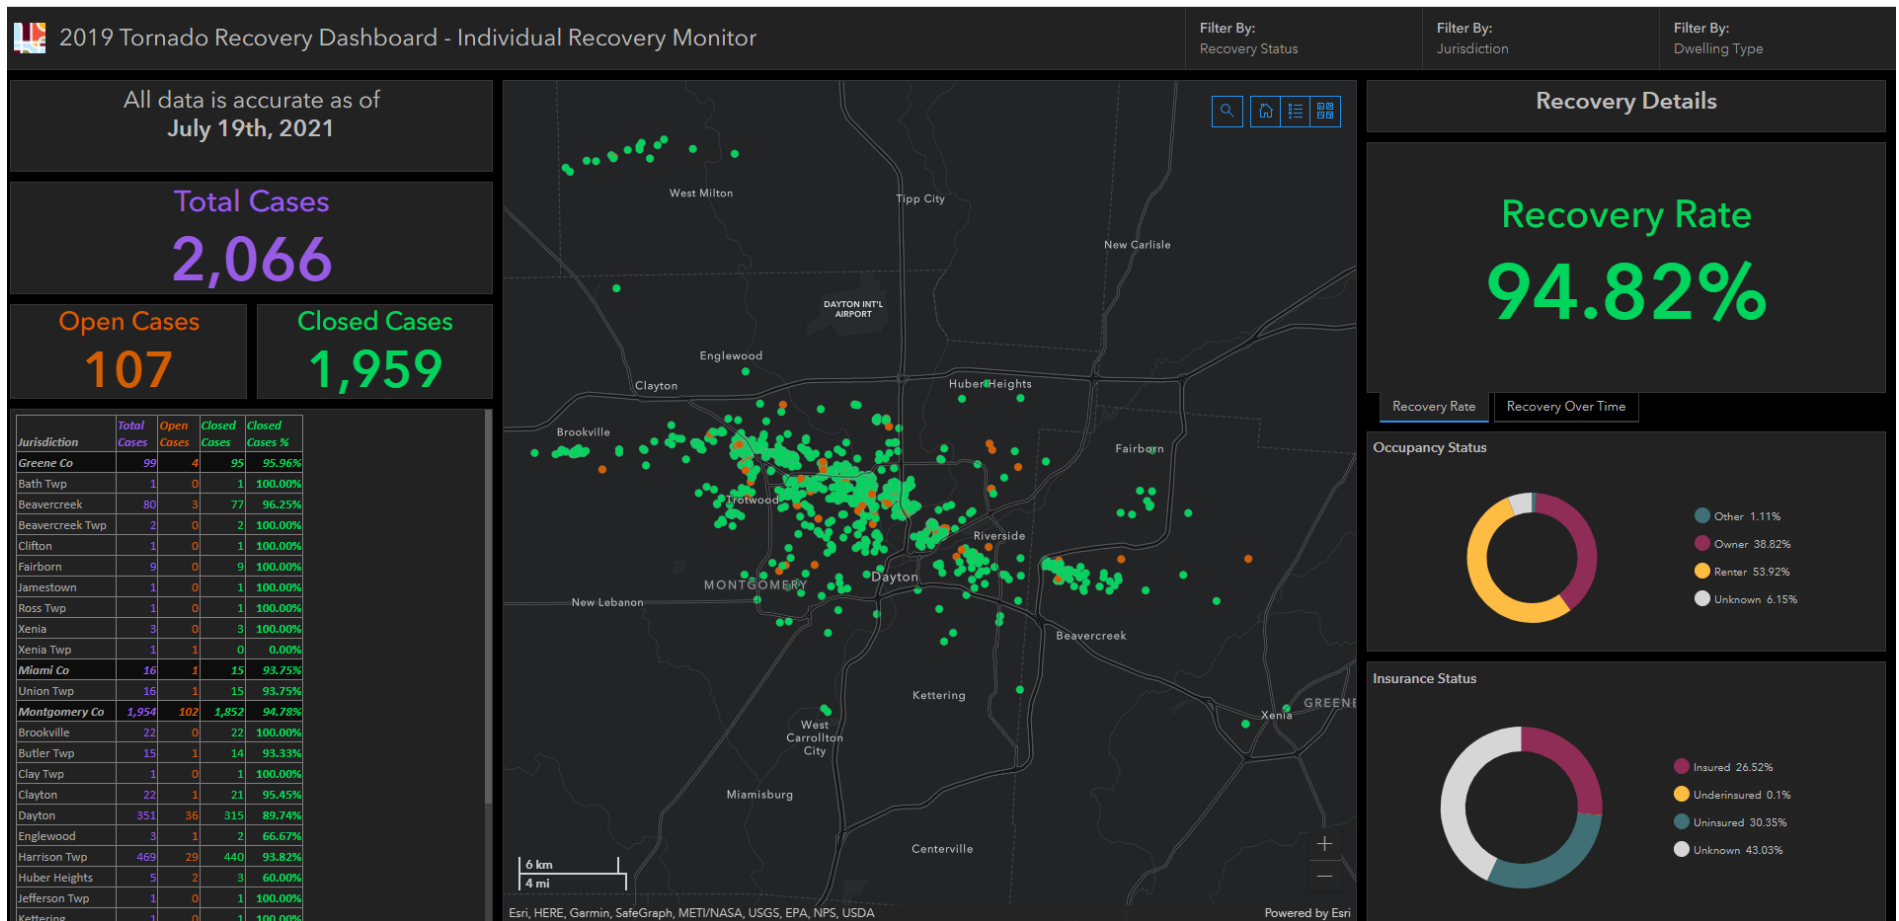 2019 Tornado Recovery Dashboard - Individual Recovery Monitor
Filter By:
Recovery Status
Filter By:
Jurisdiction
Filter By:
Dwelling Type
All data is accurate as of
July 19th, 2021
Total Cases
2,066
Open Cases
107
Closed Cases
1,959
Jurisdiction Total Cases Open Cases Closed Cases Closed Cases %
Greene Co 99 4 95 95.96%
Bath Twp 1 0 1 100.00%
Beavercreek 80 3 77 96.25%
Beavercreek Twp 2 0 2 100.00%
Clifton 1 0 1 100.00%
Fairborn 9 0 9 100.00%
Jamestown 1 0 1 100.00%
Ross Twp 1 0 1 100.00%
Xenia 3 0 3 100.00%
Xenia Twp 1 1 0 0.00%
Miami Co 16 1 15 93.75%
Union Twp 16 1 15 93.75%
Montgomery Co 1,954 102 1,852 94.78%
Brookville 22 0 22 100.00%
Butler Twp 15 1 14 93.33%
Clay Twp 1 0 1 100.00%
Clayton 22 1 21 95.45%
Dayton 351 36 315 89.74%
Englewood 3 1 2 66.67%
Harrison Twp 469 29 440 93.82%
Huber Heights 5 2 3 60.00%
Jefferson Twp 1 0 1 100.00%
Kettering 1 0 1 100.00%
West Milton
Tipp City
New Carlisle
DAYTON INT'L
AIRPORT
Englewood
Clayton
Huber Heights
Brookville
Fairborn
Trotwood
Riverside
MONTGOMERY
Dayton
New Lebanon
Beavercreek
Kettering
GREENE
Xenia
West
Carrollton
City
Miamisburg
Centerville
6 km
4 mi
+
−
Esri, HERE, Garmin, SafeGraph, METI/NASA, USGS, EPA, NPS, USDA
Powered by Esri
Recovery Details
Recovery Rate
94.82%
Recovery Rate
Recovery Over Time
Occupancy Status
Other 1.11%
Owner 38.82%
Renter 53.92%
Unknown 6.15%
Insurance Status
Insured 26.52%
Underinsured 0.1%
Uninsured 30.35%
Unknown 43.03%